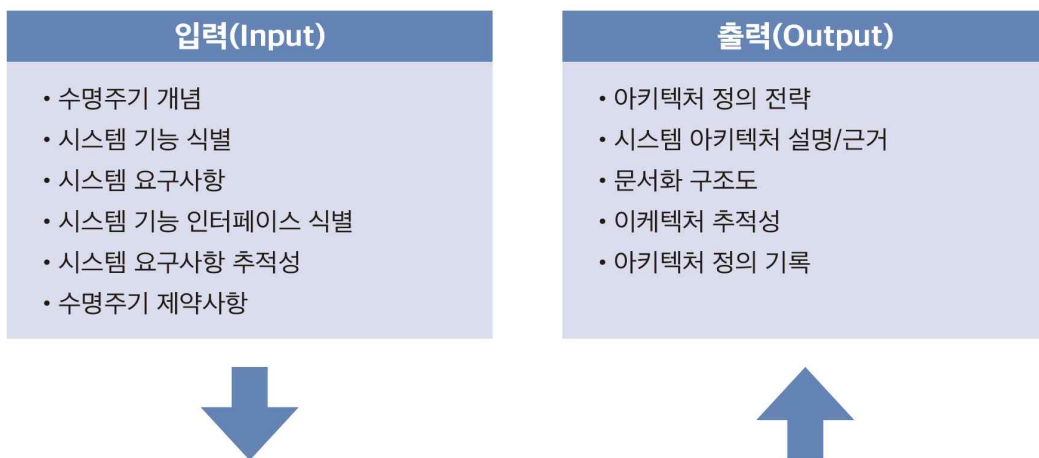 입력(Input)
• 수명주기 개념
• 시스템 기능 식별
• 시스템 요구사항
• 시스템 기능 인터페이스 식별
• 시스템 요구사항 추적성
• 수명주기 제약사항
출력(Output)
• 아키텍처 정의 전략
• 시스템 아키텍처 설명/근거
• 문서화 구조도
• 이케텍처 추적성
• 아키텍처 정의 기록